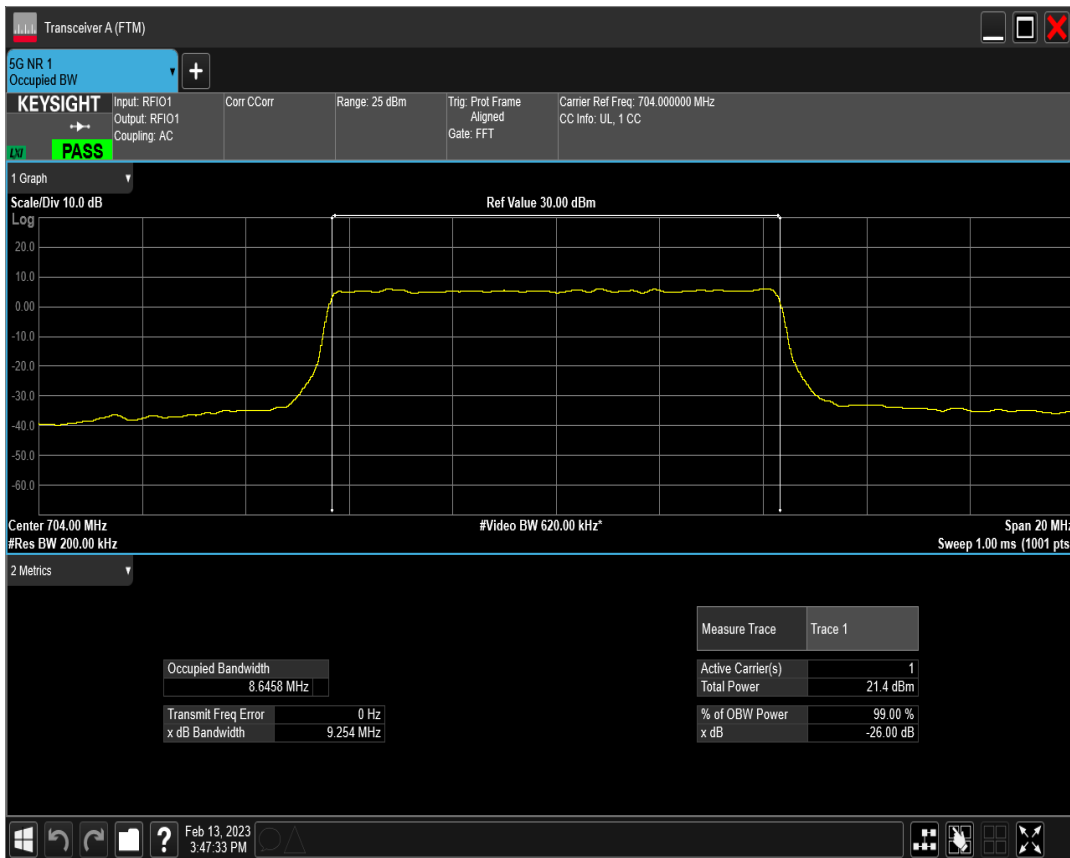 Transceiver A (FTM)
5G NR 1
Occupied BW
+
KEYSIGHT
Input: RFIO1
Output: RFIO1
Coupling: AC
Corr CCorr
Range: 25 dBm
Trig: Prot Frame
Aligned
Gate: FFT
Carrier Ref Freq: 704.000000 MHz
CC Info: UL, 1 CC
LXI
PASS
1 Graph
Scale/Div 10.0 dB
Ref Value 30.00 dBm
Log
20.0
10.0
0.00
-10.0
-20.0
-30.0
-40.0
-50.0
-60.0
Center 704.00 MHz
#Video BW 620.00 kHz*
Span 20 MHz
#Res BW 200.00 kHz
Sweep 1.00 ms (1001 pts
2 Metrics
Measure Trace
Trace 1
Occupied Bandwidth
8.6458 MHz
Active Carrier(s)
1
Total Power
21.4 dBm
Transmit Freq Error
0 Hz
x dB Bandwidth
9.254 MHz
% of OBW Power
99.00 %
x dB
-26.00 dB
?
Feb 13, 2023
3:47:33 PM